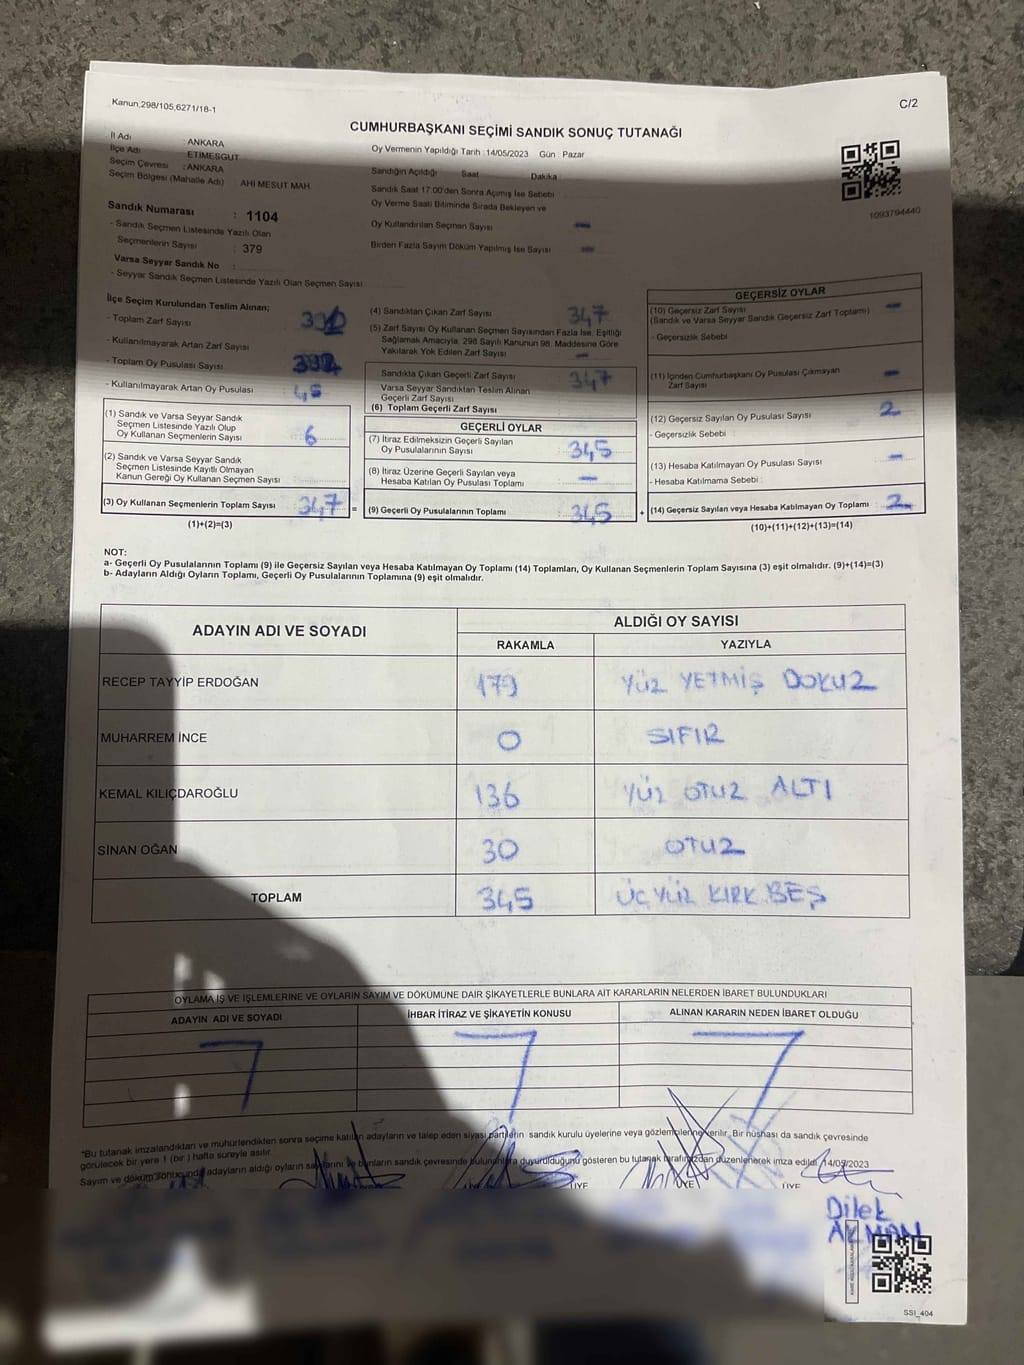 Kanun,298/105,6271/18-1
C/2
CUMHURBAŞKANI SEÇİMİ SANDIK SONUÇ TUTANAĞI
İl Adı : ANKARA
İlçe Adı : ETİMESGUT
Seçim Çevresi : ANKARA
Seçim Bölgesi (Mahalle Adı) AHİ MESUT MAH
Oy Vermenin Yapıldığı Tarih : 14/05/2023 Gün : Pazar
Sandığın Açıldığı Saat Dakika
Sandık Saat 17:00'den Sonra Açımış İse Sebebi
Oy Verme Saati Bitiminde Sırada Bekleyen ve
Oy Kullandırılan Seçmen Sayısı –
Birden Fazla Sayım Döküm Yapılmış İse Sayısı –
1093794440
Sandık Numarası : 1104
- Sandık Seçmen Listesinde Yazılı Olan
Seçmenlerin Sayısı : 379
Varsa Seyyar Sandık No :
- Seyyar Sandık Seçmen Listesinde Yazılı Olan Seçmen Sayısı
İlçe Seçim Kurulundan Teslim Alınan;
- Toplam Zarf Sayısı
- Kullanılmayarak Artan Zarf Sayısı
- Toplam Oy Pusulası Sayısı
- Kullanılmayarak Artan Oy Pusulası 45
(1) Sandık ve Varsa Seyyar Sandık
Seçmen Listesinde Yazılı Olup
Oy Kullanan Seçmenlerin Sayısı 6
(2) Sandık ve Varsa Seyyar Sandık
Seçmen Listesinde Kayıtlı Olmayan
Kanun Gereği Oy Kullanan Seçmen Sayısı
(3) Oy Kullanan Seçmenlerin Toplam Sayısı 347 =
(1)+(2)=(3)
(4) Sandıktan Çıkan Zarf Sayısı 347
(5) Zarf Sayısı Oy Kullanan Seçmen Sayısından Fazla İse, Eşitliği
Sağlamak Amacıyla, 298 Sayılı Kanunun 98. Maddesine Göre
Yakılarak Yok Edilen Zarf Sayısı –
Sandıkta Çıkan Geçerli Zarf Sayısı 347
Varsa Seyyar Sandıktan Teslim Alınan
Geçerli Zarf Sayısı
(6) Toplam Geçerli Zarf Sayısı
GEÇERLİ OYLAR
(7) İtiraz Edilmeksizin Geçerli Sayılan
Oy Pusulalarının Sayısı 345
(8) İtiraz Üzerine Geçerli Sayılan veya
Hesaba Katılan Oy Pusulası Toplamı –
(9) Geçerli Oy Pusulalarının Toplamı 345 +
GEÇERSİZ OYLAR
(10) Geçersiz Zarf Sayısı –
(Sandık ve Varsa Seyyar Sandık Geçersiz Zarf Toplamı)
- Geçersizlik Sebebi
(11) İçinden Cumhurbaşkanı Oy Pusulası Çıkmayan
Zarf Sayısı –
(12) Geçersiz Sayılan Oy Pusulası Sayısı 2
- Geçersizlik Sebebi :
(13) Hesaba Katılmayan Oy Pusulası Sayısı –
- Hesaba Katılmama Sebebi :
(14) Geçersiz Sayılan veya Hesaba Katılmayan Oy Toplamı 2
(10)+(11)+(12)+(13)=(14)
NOT:
a- Geçerli Oy Pusulalarının Toplamı (9) ile Geçersiz Sayılan veya Hesaba Katılmayan Oy Toplamı (14) Toplamları, Oy Kullanan Seçmenlerin Toplam Sayısına (3) eşit olmalıdır. (9)+(14)=(3)
b- Adayların Aldığı Oyların Toplamı, Geçerli Oy Pusulalarının Toplamına (9) eşit olmalıdır.
ADAYIN ADI VE SOYADI ALDIĞI OY SAYISI
RAKAMLA YAZIYLA
RECEP TAYYİP ERDOĞAN 179 YÜZ YETMİŞ DOKUZ
MUHARREM İNCE 0 SIFIR
KEMAL KILIÇDAROĞLU 136 YÜZ OTUZ ALTI
SİNAN OĞAN 30 OTUZ
TOPLAM 345 ÜÇ YÜZ KIRK BEŞ
OYLAMA İŞ VE İŞLEMLERİNE VE OYLARIN SAYIM VE DÖKÜMÜNE DAİR ŞİKAYETLERLE BUNLARA AİT KARARLARIN NELERDEN İBARET BULUNDUKLARI
ADAYIN ADI VE SOYADI İHBAR İTİRAZ VE ŞİKAYETİN KONUSU ALINAN KARARIN NEDEN İBARET OLDUĞU
"Bu tutanak imzalandıktan ve mühürlendikten sonra seçime katılan adayların ve talep eden siyasi partilerin sandık kurulu üyelerine veya gözlemcilerine verilir. Bir nüshası da sandık çevresinde
görülecek bir yere 1 (bir ) hafta süreyle asılır.
Sayım ve döküm sonucunda adayların aldığı oyların sayılarını ve bunların sandık çevresinde bulunanlara duyurulduğunu gösteren bu tutanak tarafımızdan düzenlenerek imza edildi. 14/05/2023
ÜYE ÜYE ÜYE
Dilek
SSİ_404